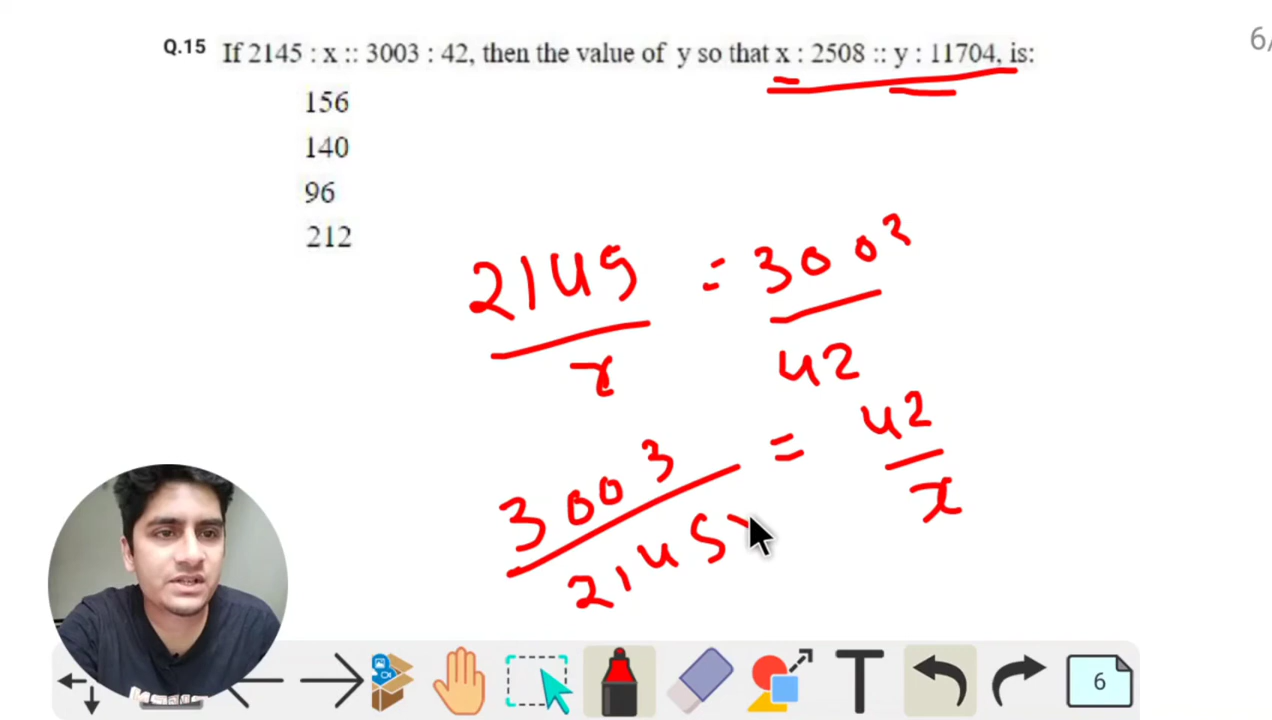 6/
Q.15 If 2145 : x :: 3003 : 42, then the value of y so that x : 2508 :: y : 11704, is:
156
140
96
212
2145 = 3003
x 42
3003 = 42
2145 x
T
6